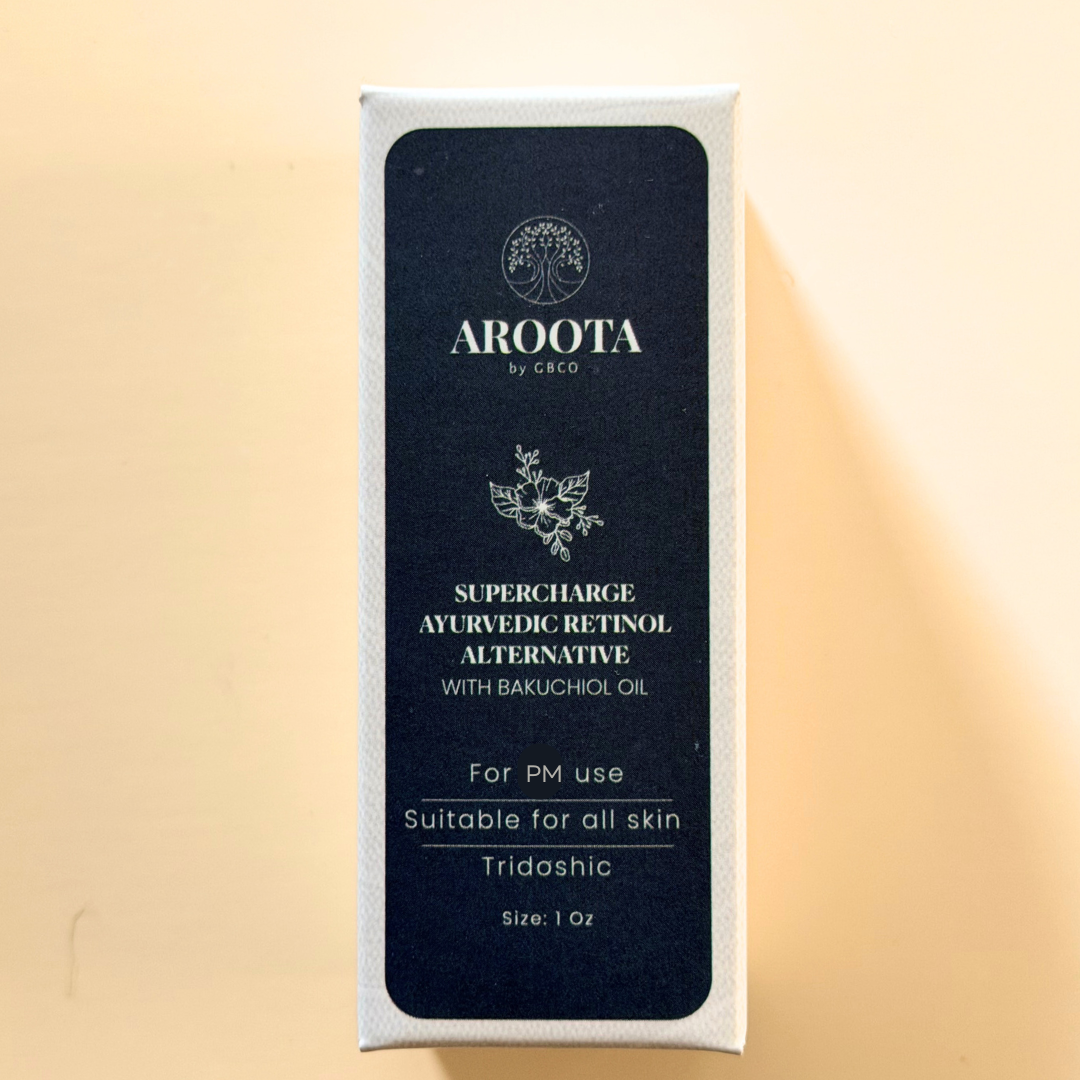 AROOTA
by GBCO
SUPERCHARGE
AYURVEDIC RETINOL
ALTERNATIVE
WITH BAKUCHIOL OIL
For PM use
Suitable for all skin
Tridoshic
Size: 1 Oz